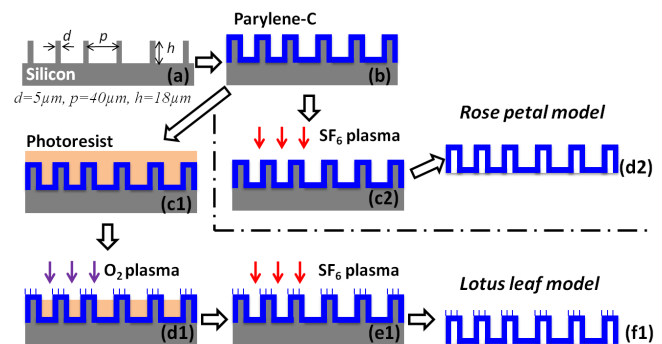 d
p
h
Silicon
(a)
d=5μm, p=40μm, h=18μm
Parylene-C
(b)
Photoresist
(c1)
SF6 plasma
(c2)
Rose petal model
(d2)
O2 plasma
(d1)
SF6 plasma
(e1)
Lotus leaf model
(f1)